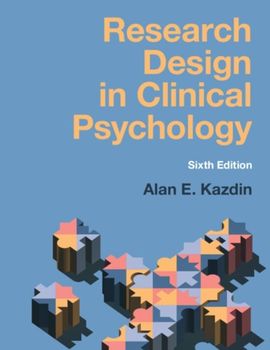 Research
Design
in Clinical
Psychology
Sixth Edition
Alan E. Kazdin